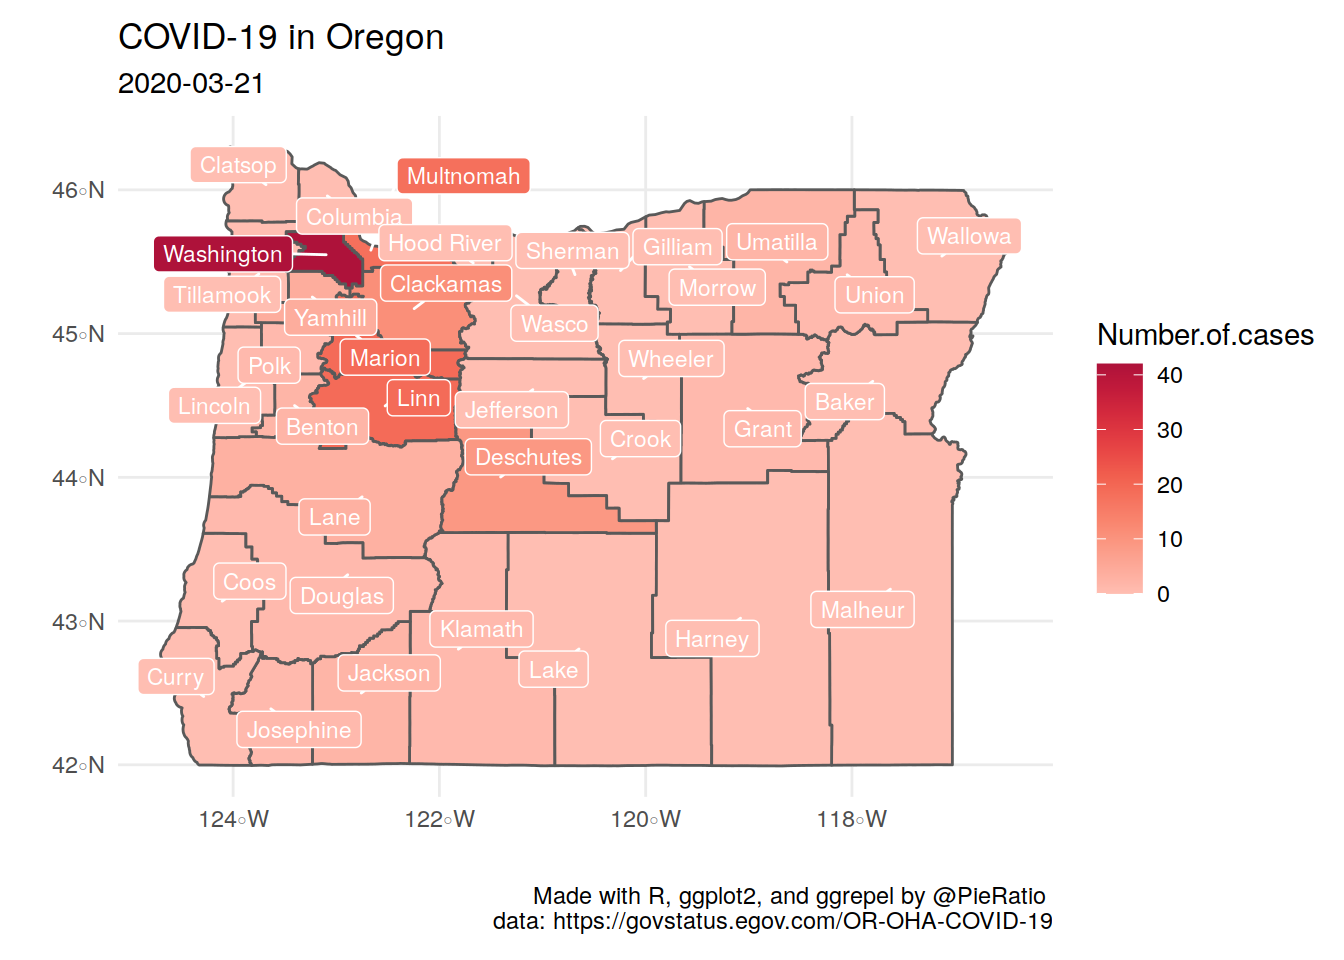 COVID-19 in Oregon
2020-03-21
46°N
45°N
44°N
43°N
42°N
124°W
122°W
120°W
118°W
Clatsop
Multnomah
Columbia
Washington
Hood River
Sherman
Gilliam
Umatilla
Wallowa
Tillamook
Clackamas
Morrow
Union
Yamhill
Wasco
Polk
Marion
Wheeler
Lincoln
Linn
Jefferson
Baker
Benton
Crook
Grant
Deschutes
Lane
Coos
Douglas
Malheur
Klamath
Harney
Curry
Jackson
Lake
Josephine
Number.of.cases
40
30
20
10
0
Made with R, ggplot2, and ggrepel by @PieRatio
data: https://govstatus.egov.com/OR-OHA-COVID-19